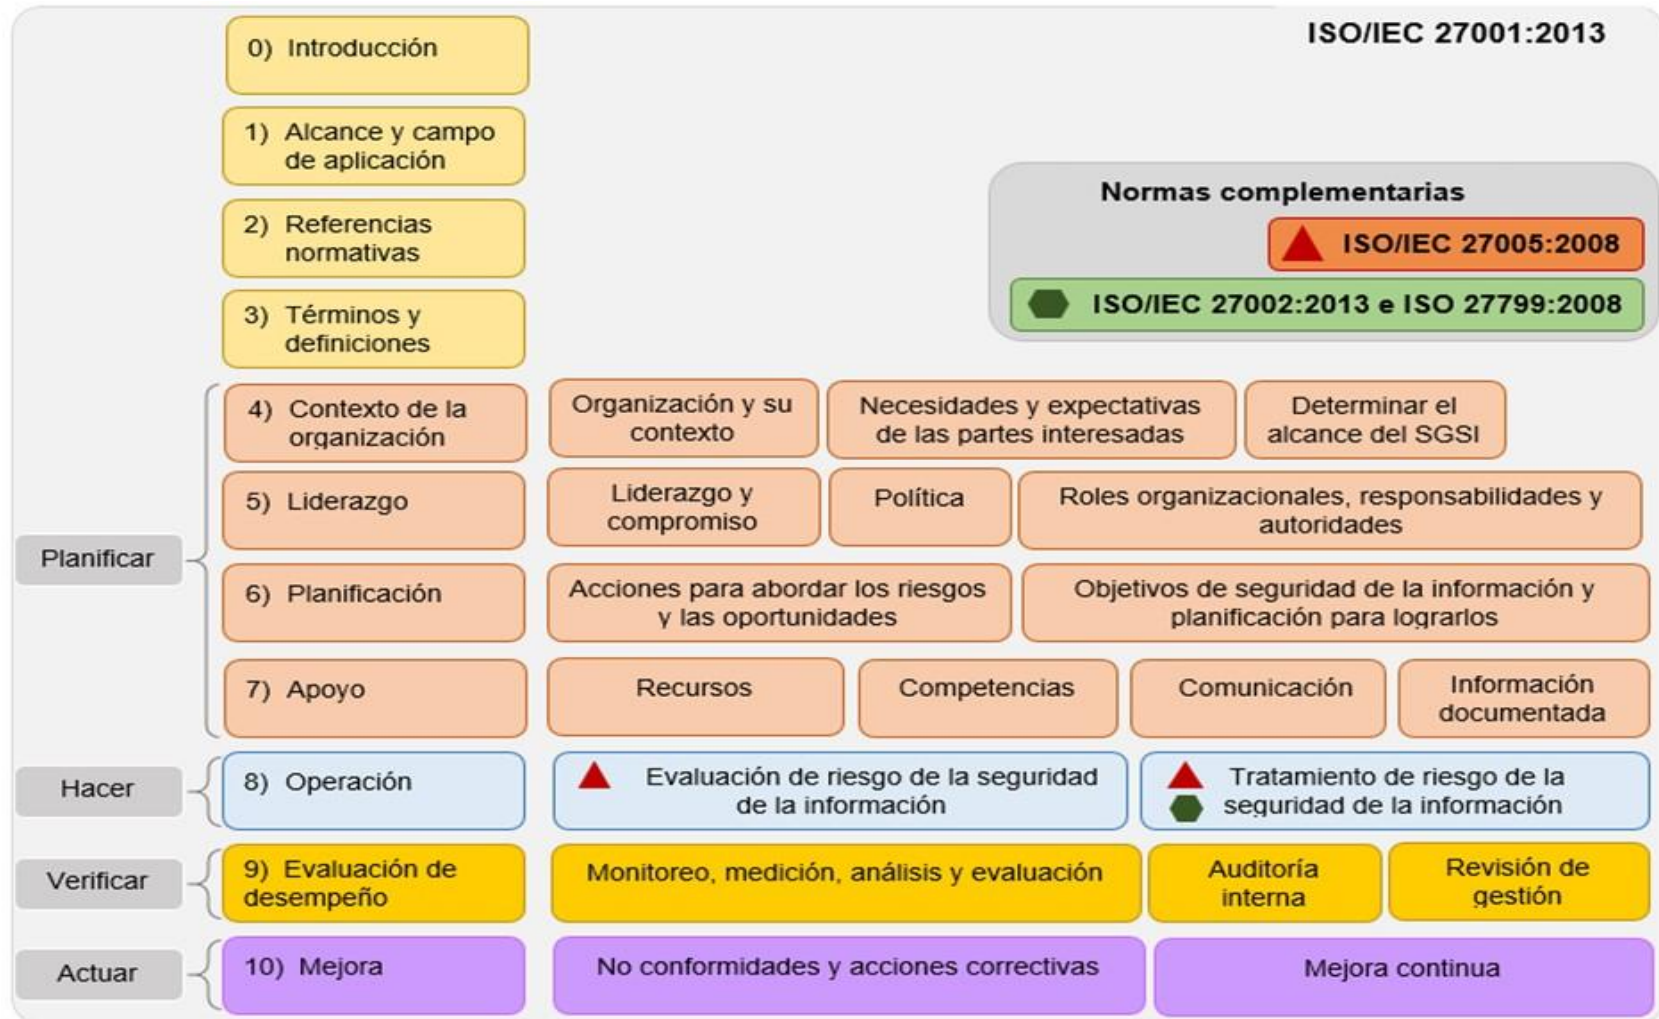 ISO/IEC 27001:2013
0) Introducción
1) Alcance y campo
de aplicación
2) Referencias
normativas
3) Términos y
definiciones
Normas complementarias
ISO/IEC 27005:2008
ISO/IEC 27002:2013 e ISO 27799:2008
Planificar
4) Contexto de la
organización
Organización y su
contexto
Necesidades y expectativas
de las partes interesadas
Determinar el
alcance del SGSI
5) Liderazgo
Liderazgo y
compromiso
Política
Roles organizacionales, responsabilidades y
autoridades
6) Planificación
Acciones para abordar los riesgos
y las oportunidades
Objetivos de seguridad de la información y
planificación para lograrlos
7) Apoyo
Recursos
Competencias
Comunicación
Información
documentada
Hacer
8) Operación
Evaluación de riesgo de la seguridad
de la información
Tratamiento de riesgo de la
seguridad de la información
Verificar
9) Evaluación de
desempeño
Monitoreo, medición, análisis y evaluación
Auditoría
interna
Revisión de
gestión
Actuar
10) Mejora
No conformidades y acciones correctivas
Mejora continua